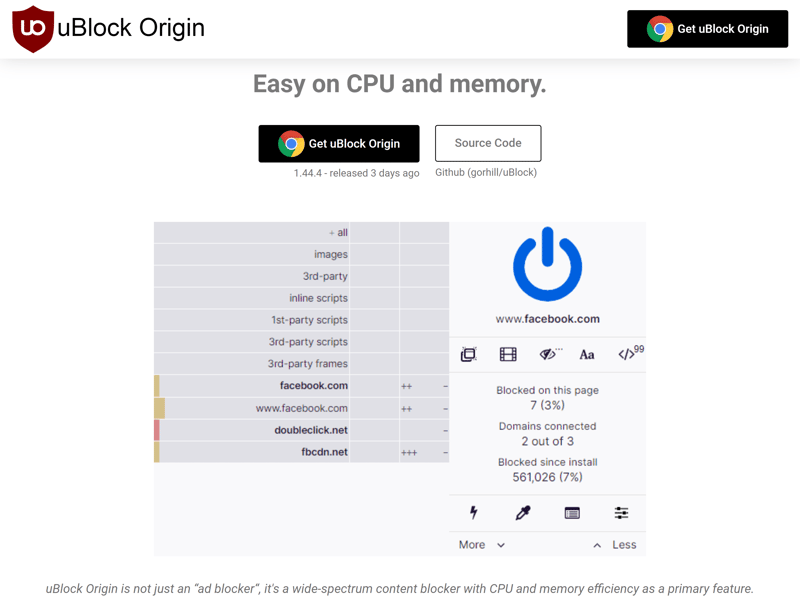 uBlock Origin
Get uBlock Origin
Easy on CPU and memory.
Get uBlock Origin
Source Code
1.44.4 - released 3 days ago
Github (gorhill/uBlock)
+ all
images
3rd-party
inline scripts
1st-party scripts
3rd-party scripts
3rd-party frames
facebook.com ++ –
www.facebook.com ++ –
doubleclick.net –
fbcdn.net +++ –
www.facebook.com
Aa </> 99
Blocked on this page
7 (3%)
Domains connected
2 out of 3
Blocked since install
561,026 (7%)
More
Less
uBlock Origin is not just an “ad blocker“, it's a wide-spectrum content blocker with CPU and memory efficiency as a primary feature.